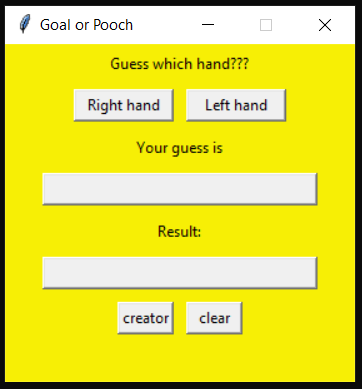 Goal or Pooch
Guess which hand???
Right hand Left hand
Your guess is
Result:
creator clear